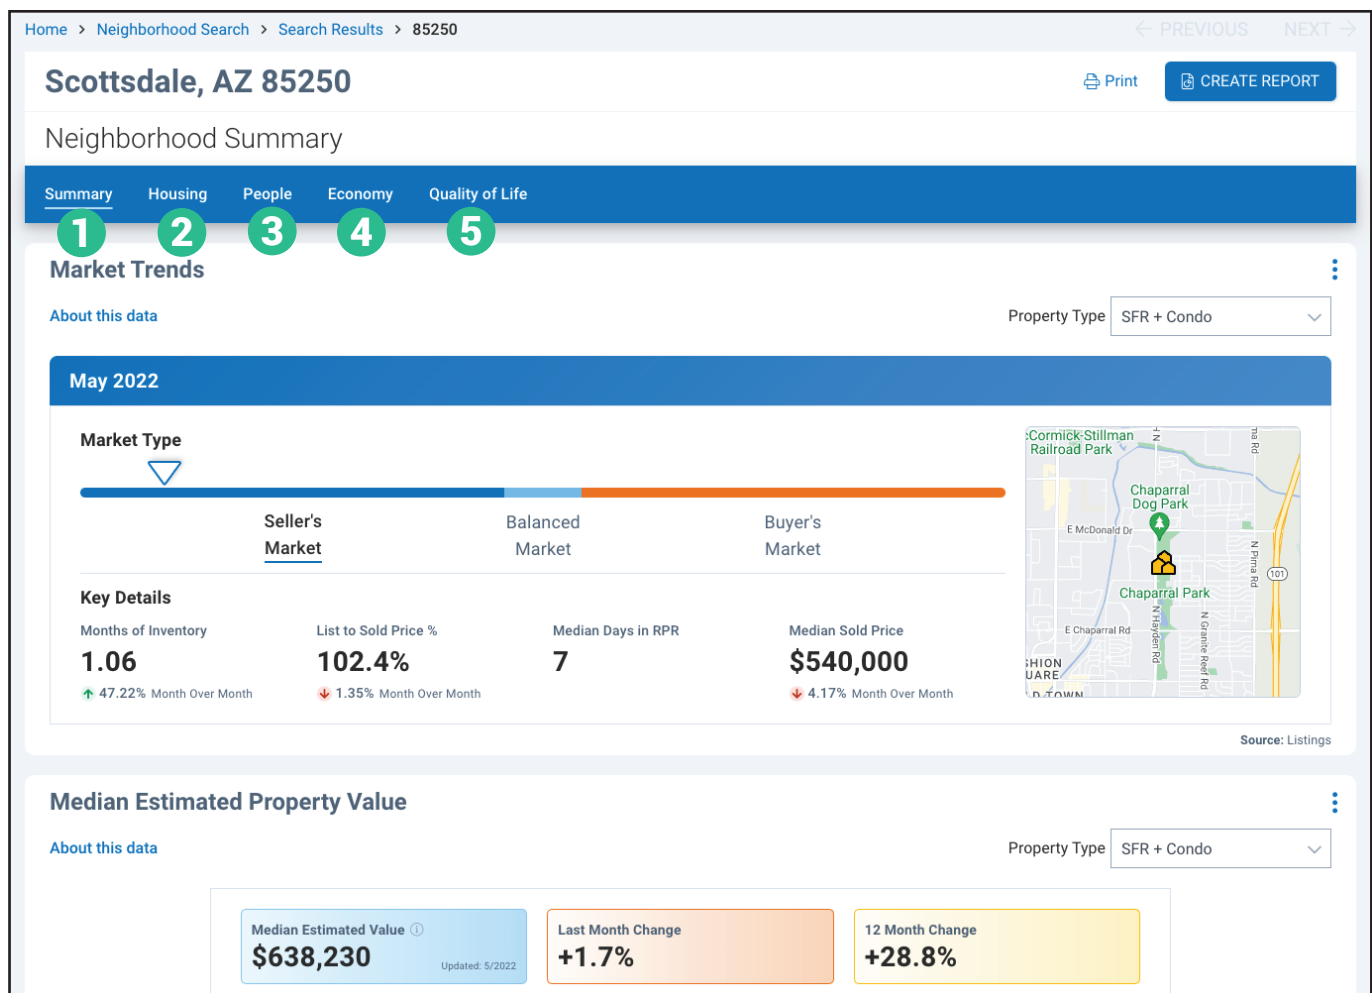 Home > Neighborhood Search > Search Results > 85250
← PREVIOUS NEXT →
Scottsdale, AZ 85250
Print
CREATE REPORT
Neighborhood Summary
Summary Housing People Economy Quality of Life
1 2 3 4 5
Market Trends
About this data
Property Type SFR + Condo
May 2022
Market Type
Seller's Market
Balanced Market
Buyer's Market
Key Details
Months of Inventory
1.06
47.22% Month Over Month
List to Sold Price %
102.4%
1.35% Month Over Month
Median Days in RPR
7
Median Sold Price
$540,000
4.17% Month Over Month
cCormick-Stillman
Railroad Park
Chaparral
Dog Park
E McDonald Dr
N Pima Rd
101
Chaparral Park
E Chaparral Rd
N Hayden Rd
N Granite Reef Rd
Source: Listings
Median Estimated Property Value
About this data
Property Type SFR + Condo
Median Estimated Value
$638,230
Updated: 5/2022
Last Month Change
+1.7%
12 Month Change
+28.8%